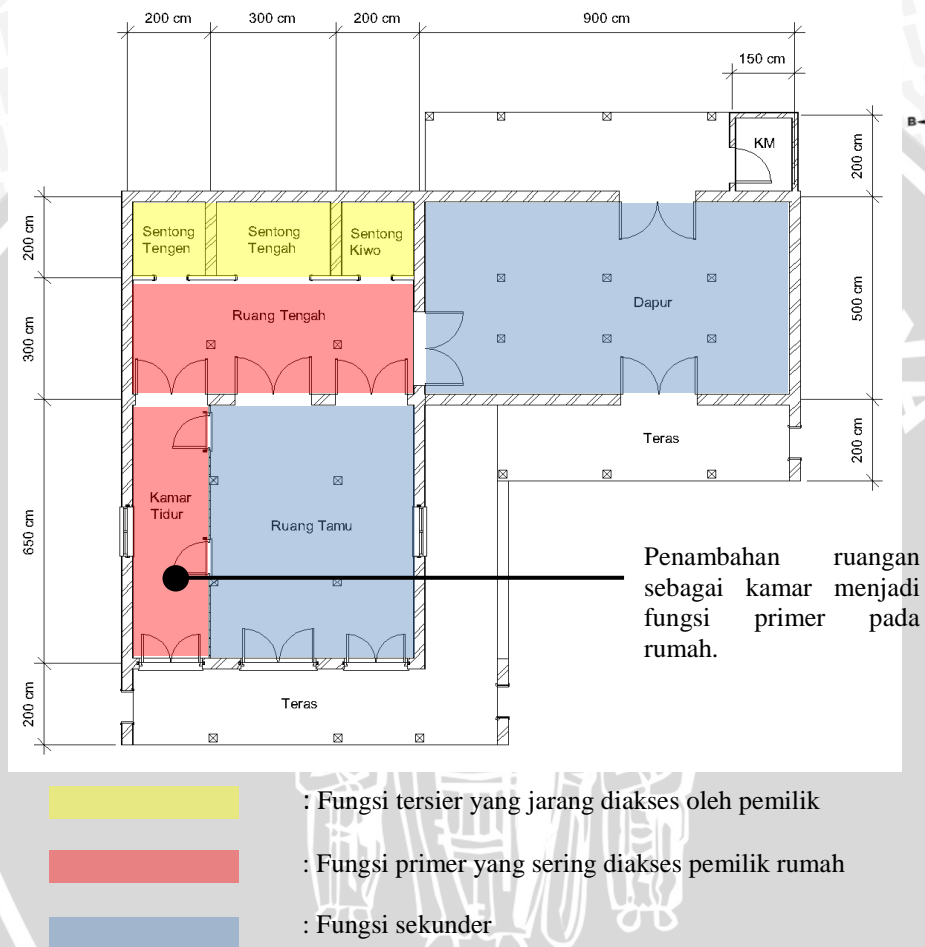 200 cm 300 cm 200 cm 900 cm
150 cm
B
KM
200 cm
200 cm
Sentong
Tengen
Sentong
Tengah
Sentong
Kiwo
Dapur
500 cm
300 cm
Ruang Tengah
Teras
200 cm
650 cm
Kamar
Tidur
Ruang Tamu
Penambahan ruangan
sebagai kamar menjadi
fungsi primer pada
rumah.
200 cm
Teras
: Fungsi tersier yang jarang diakses oleh pemilik
: Fungsi primer yang sering diakses pemilik rumah
: Fungsi sekunder